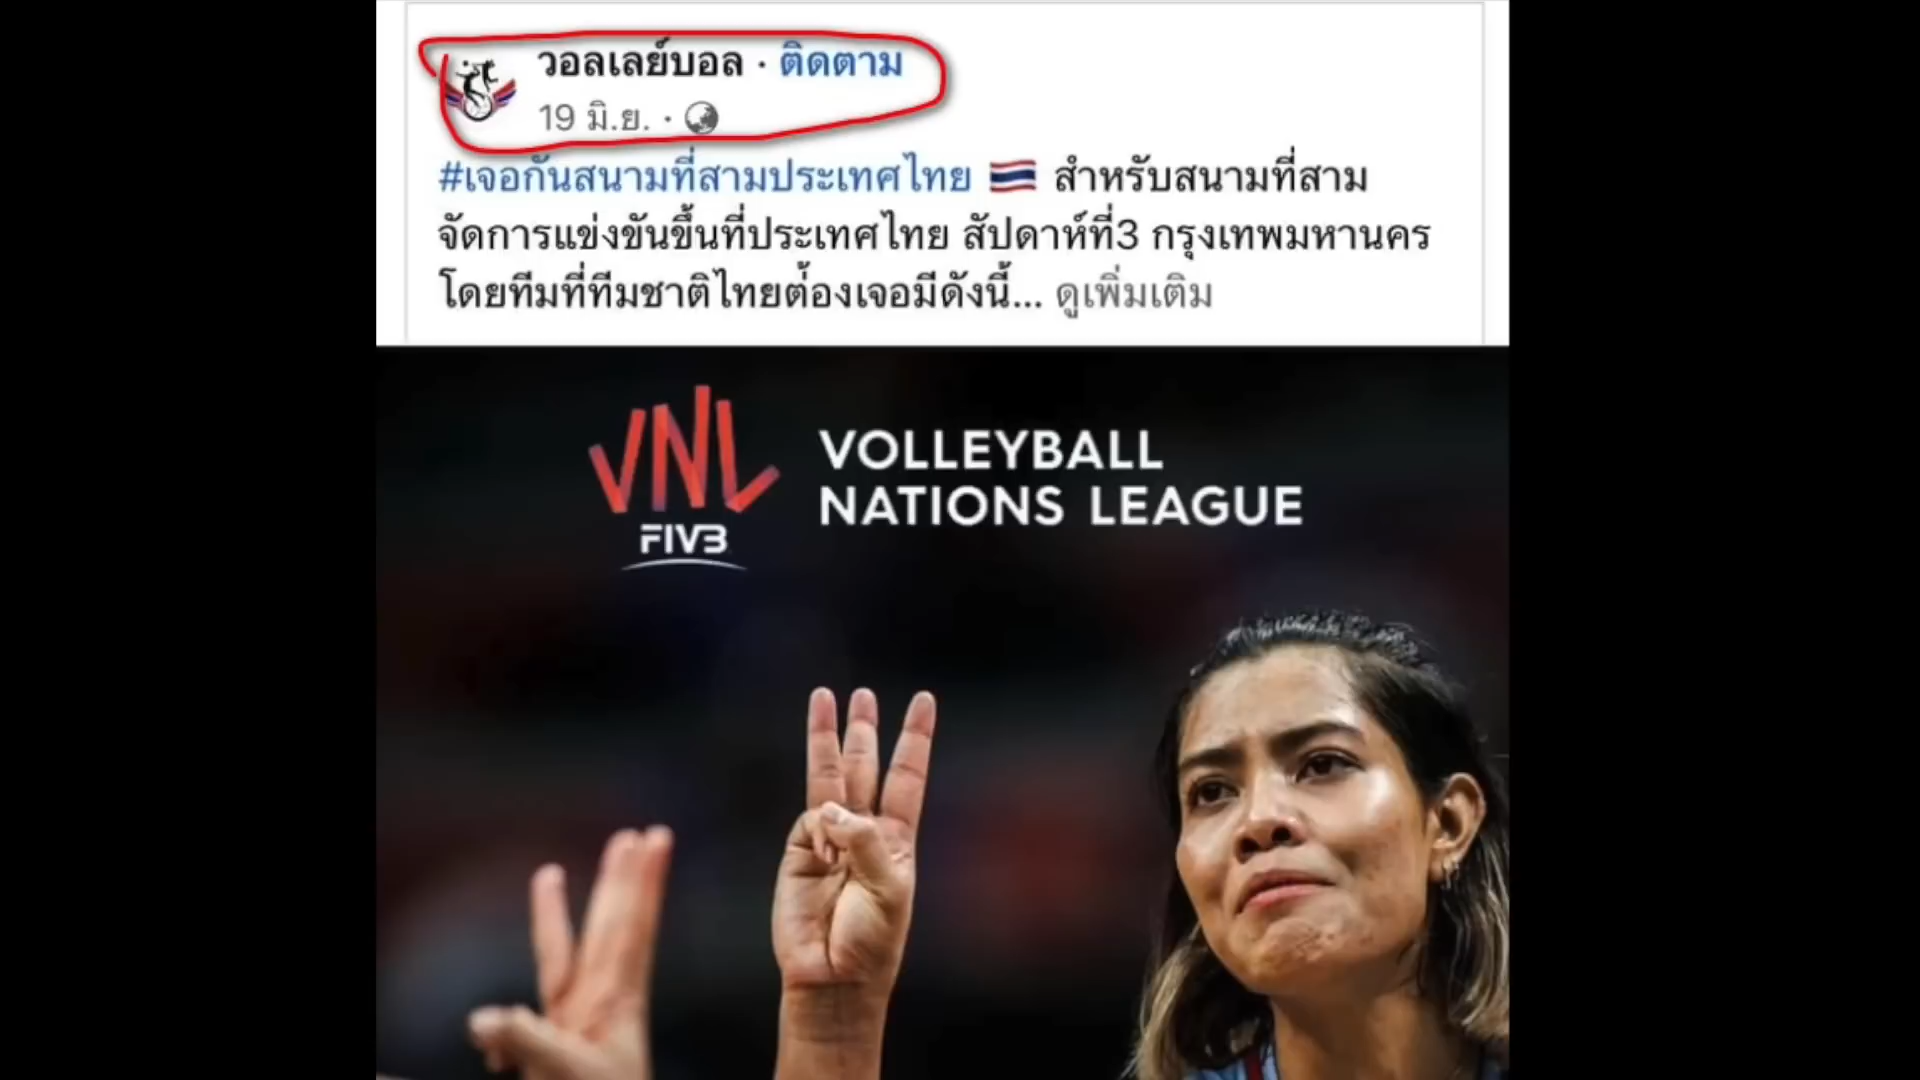 วอลเลย์บอล · ติดตาม
19 มิ.ย. ·
#เจอกันสนามที่สามประเทศไทย 🇹🇭 สำหรับสนามที่สาม
จัดการแข่งขันขึ้นที่ประเทศไทย สัปดาห์ที่3 กรุงเทพมหานคร
โดยทีมที่ทีมชาติไทยต้องเจอมีดังนี้... ดูเพิ่มเติม
VNL
FIVB
VOLLEYBALL
NATIONS LEAGUE